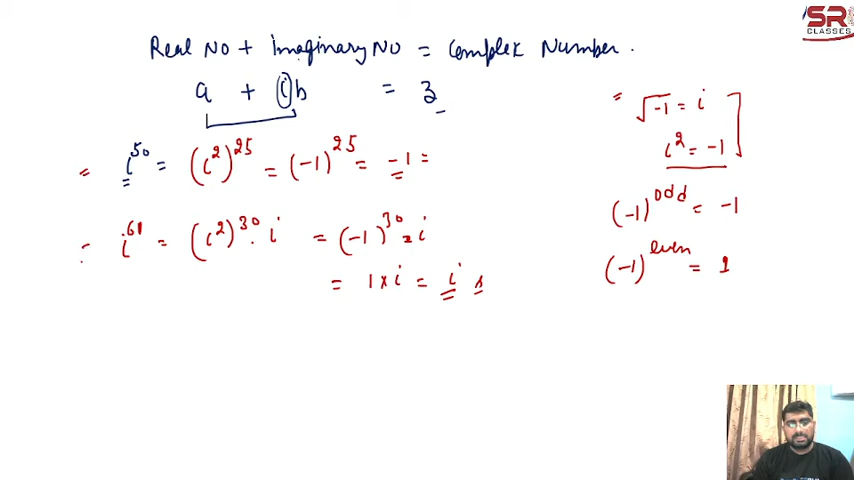 SR
CLASSES
Real No + Imaginary No = Complex Number.
a + ib = z
= √-1 = i
i² = -1
= i⁵⁰ = (i²)²⁵ = (-1)²⁵ = -1 =
(-1)ᵒᵈᵈ = -1
i⁶¹ = (i²)³⁰ . i = (-1)³⁰ × i
(-1)ᵉᵛᵉⁿ = 1
= 1 × i = i